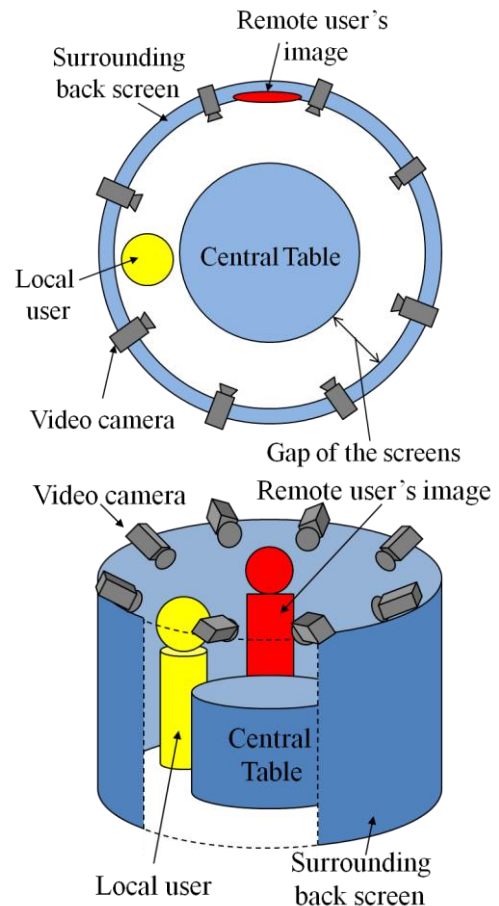 Remote user's
image
Surrounding
back screen
Central Table
Local
user
Video camera
Gap of the screens
Video camera
Remote user's image
Central
Table
Local user
Surrounding
back screen